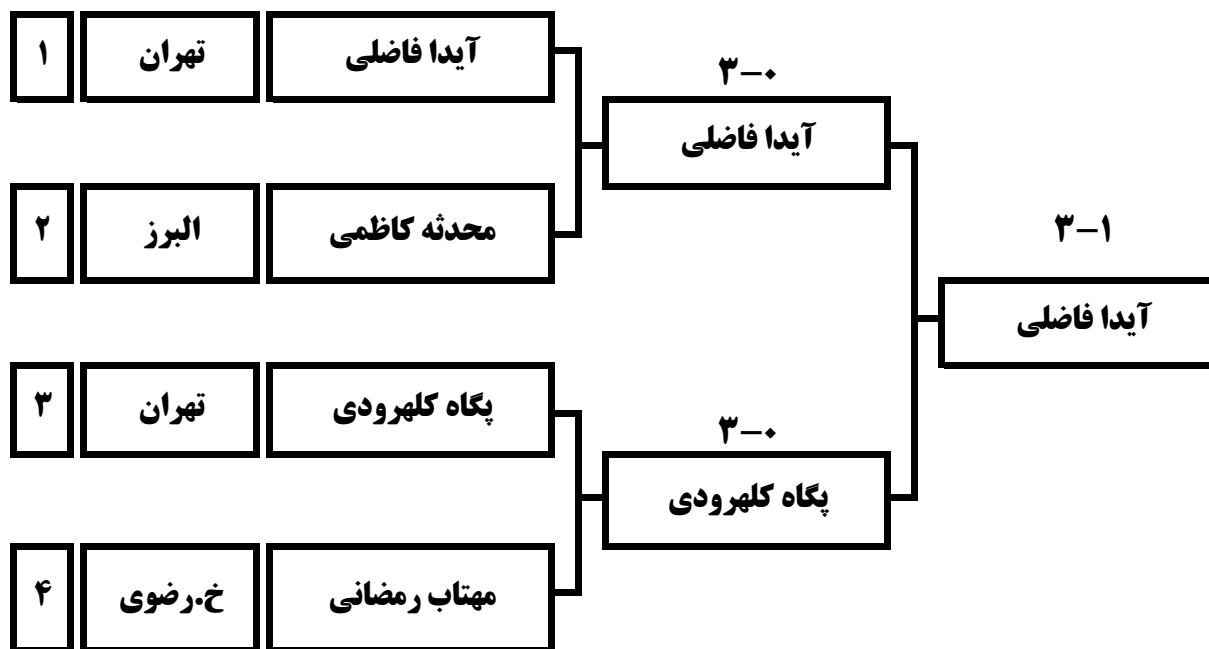 ۱ تهران آیدا فاضلی
۳-۰
آیدا فاضلی
۲ البرز محدثه کاظمی
۳-۱
آیدا فاضلی
۳ تهران پگاه کلهرودی
۳-۰
پگاه کلهرودی
۴ خ.رضوی مهتاب رمضانی